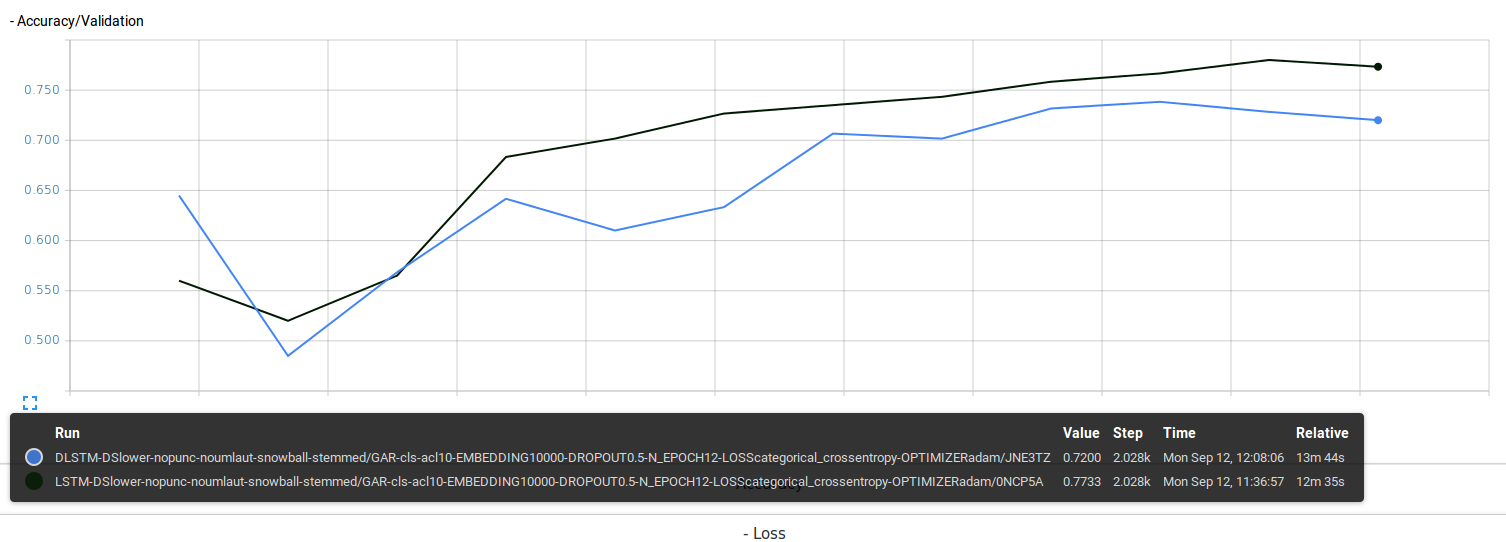 - Accuracy/Validation
0.750
0.700
0.650
0.600
0.550
0.500
Run Value Step Time Relative
DLSTM-DSlower-nopunc-noumlaut-snowball-stemmed/GAR-cls-acl10-EMBEDDING10000-DROPOUT0.5-N_EPOCH12-LOSScategorical_crossentropy-OPTIMIZERadam/JNE3TZ 0.7200 2.028k Mon Sep 12, 12:08:06 13m 44s
LSTM-DSlower-nopunc-noumlaut-snowball-stemmed/GAR-cls-acl10-EMBEDDING10000-DROPOUT0.5-N_EPOCH12-LOSScategorical_crossentropy-OPTIMIZERadam/0NCP5A 0.7733 2.028k Mon Sep 12, 11:36:57 12m 35s
- Loss